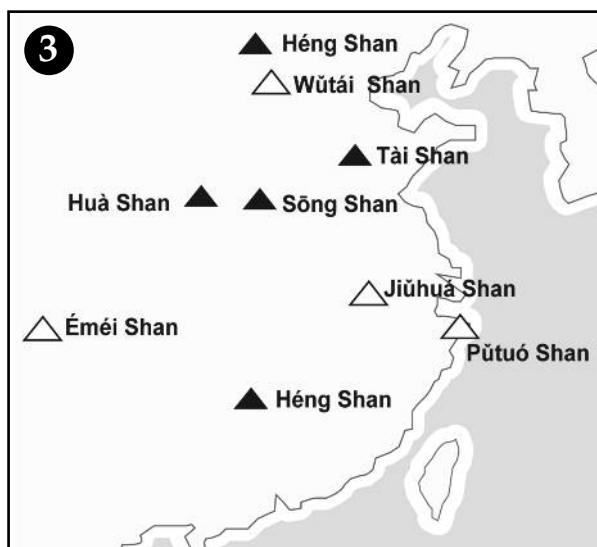 3
Héng Shan
Wǔtái Shan
Tài Shan
Huà Shan
Sōng Shan
Jiǔhuá Shan
Éméi Shan
Pǔtuó Shan
Héng Shan